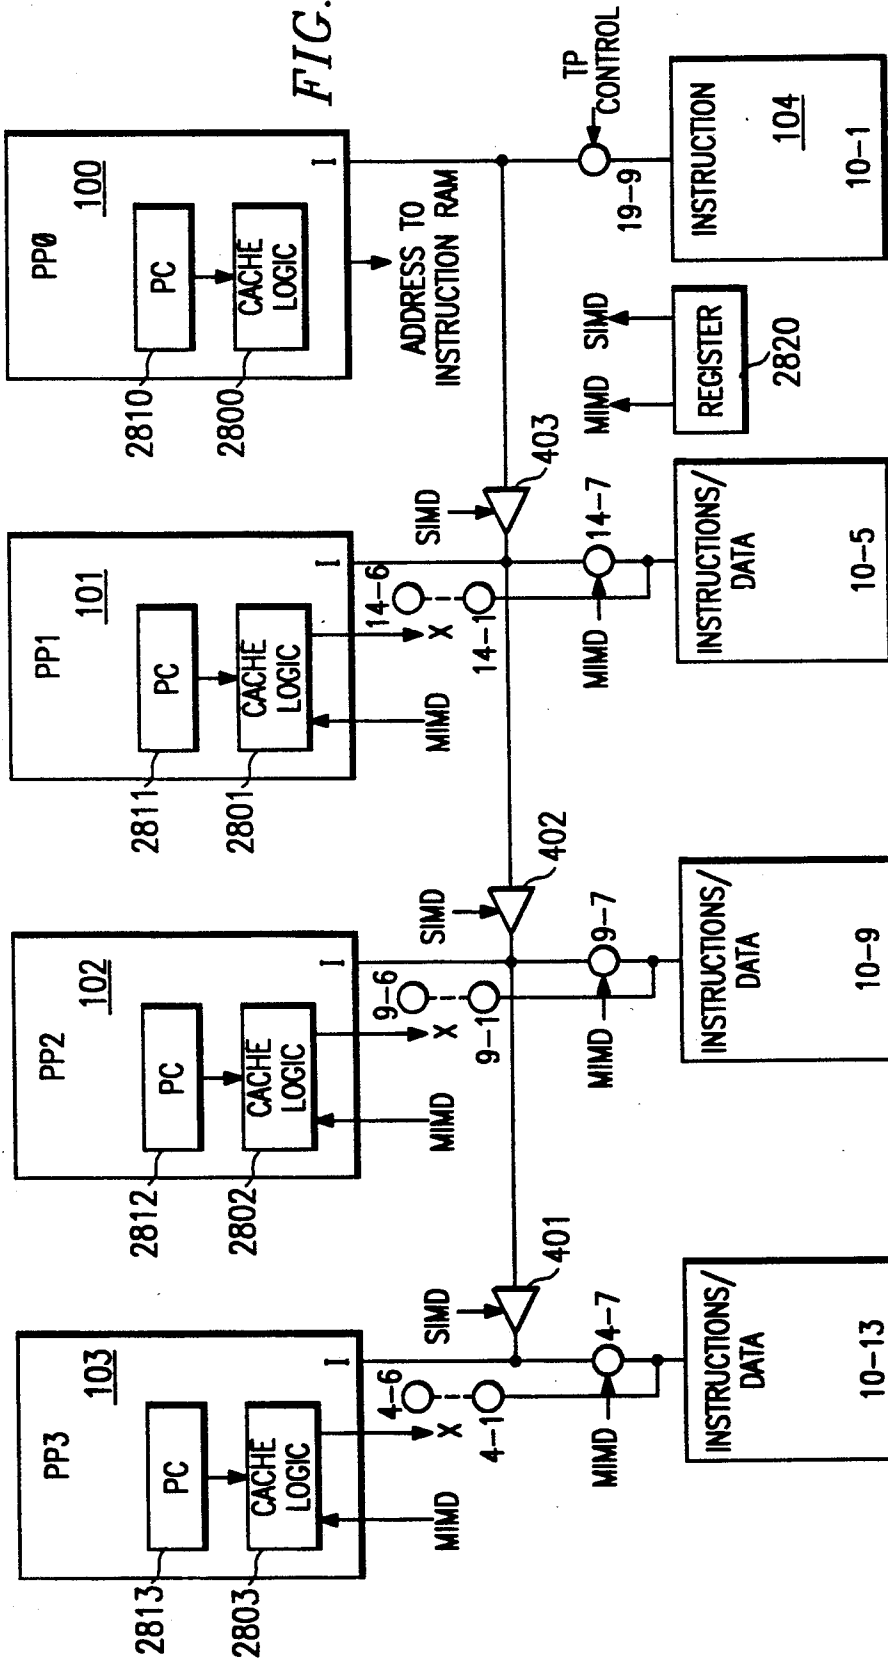 PP3
103
PC
CACHE
LOGIC
I
2813
2803
MIMD
X
4-6
4-1
SIMD
401
MIMD
4-7
INSTRUCTIONS/
DATA
10-13
PP2
102
PC
CACHE
LOGIC
I
2812
2802
MIMD
X
9-6
9-1
SIMD
402
MIMD
9-7
INSTRUCTIONS/
DATA
10-9
PP1
101
PC
CACHE
LOGIC
I
2811
2801
MIMD
X
14-6
14-1
SIMD
403
MIMD
14-7
INSTRUCTIONS/
DATA
10-5
PPØ
100
PC
CACHE
LOGIC
I
2810
2800
ADDRESS TO
INSTRUCTION RAM
MIMD
SIMD
REGISTER
2820
TP
CONTROL
19-9
INSTRUCTION
104
10-1
FIG.